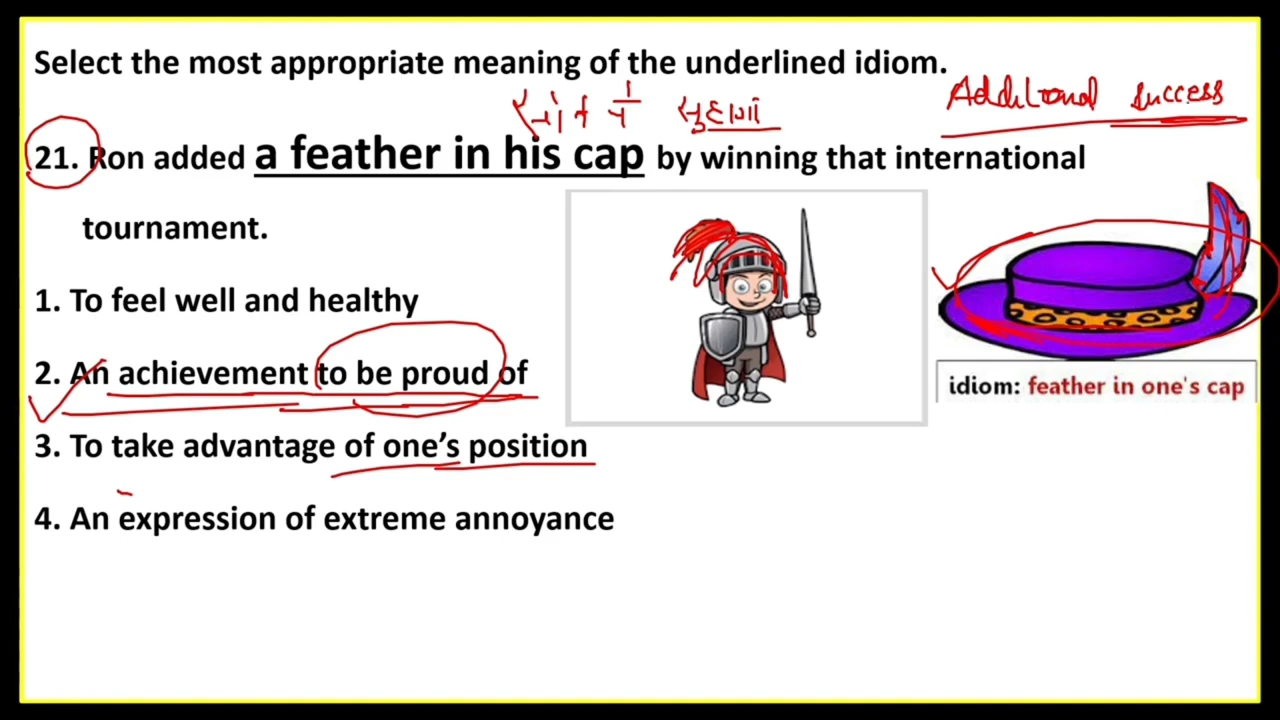 Select the most appropriate meaning of the underlined idiom.
Additional success
21. Ron added a feather in his cap by winning that international
tournament.
1. To feel well and healthy
2. An achievement to be proud of
idiom: feather in one's cap
3. To take advantage of one's position
4. An expression of extreme annoyance